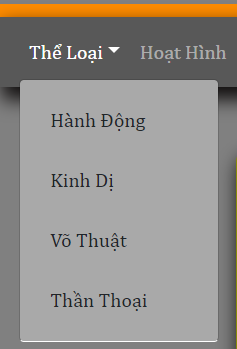 Thể Loại Hoạt Hình
Hành Động
Kinh Dị
Võ Thuật
Thần Thoại